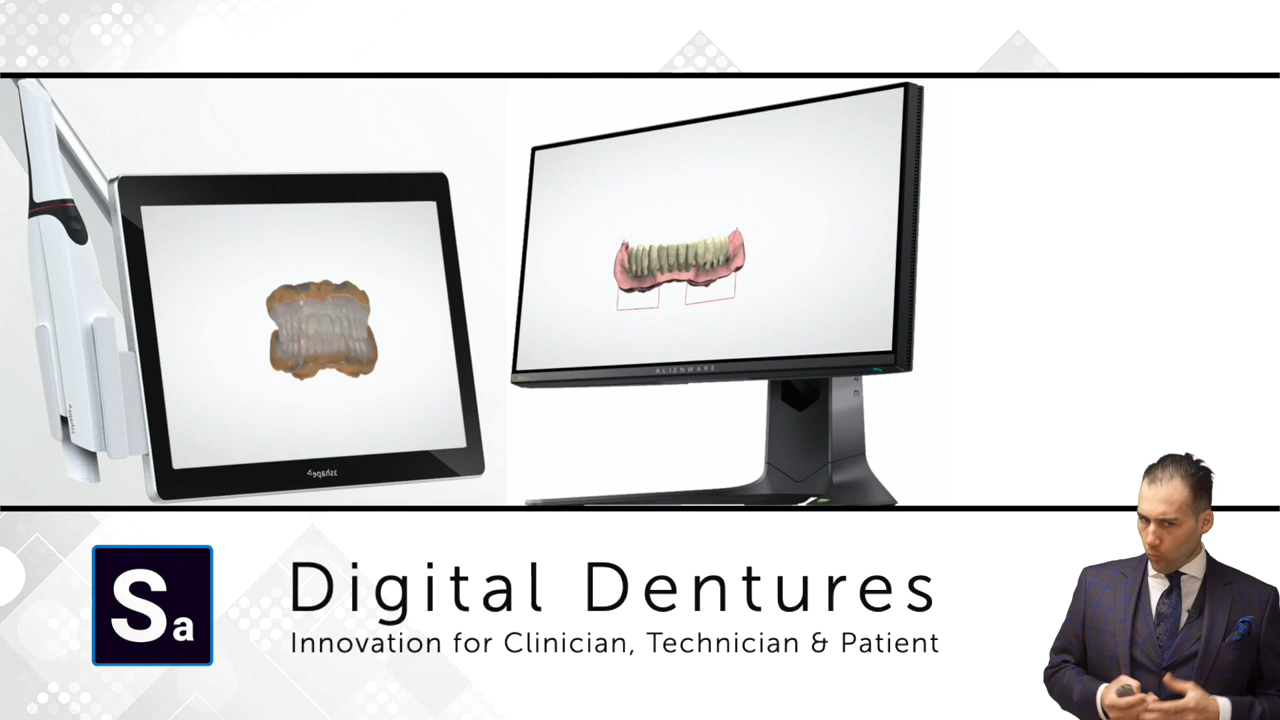 3shape
ALIENWARE
Sa
Digital Dentures
Innovation for Clinician, Technician & Patient